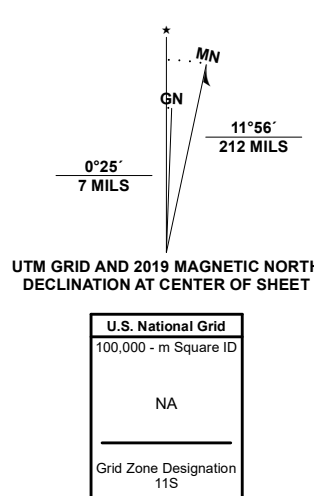 ★
MN
GN
11°56´
212 MILS
0°25´
7 MILS
UTM GRID AND 2019 MAGNETIC NORTH
DECLINATION AT CENTER OF SHEET
U.S. National Grid
100,000 - m Square ID
NA
Grid Zone Designation
11S